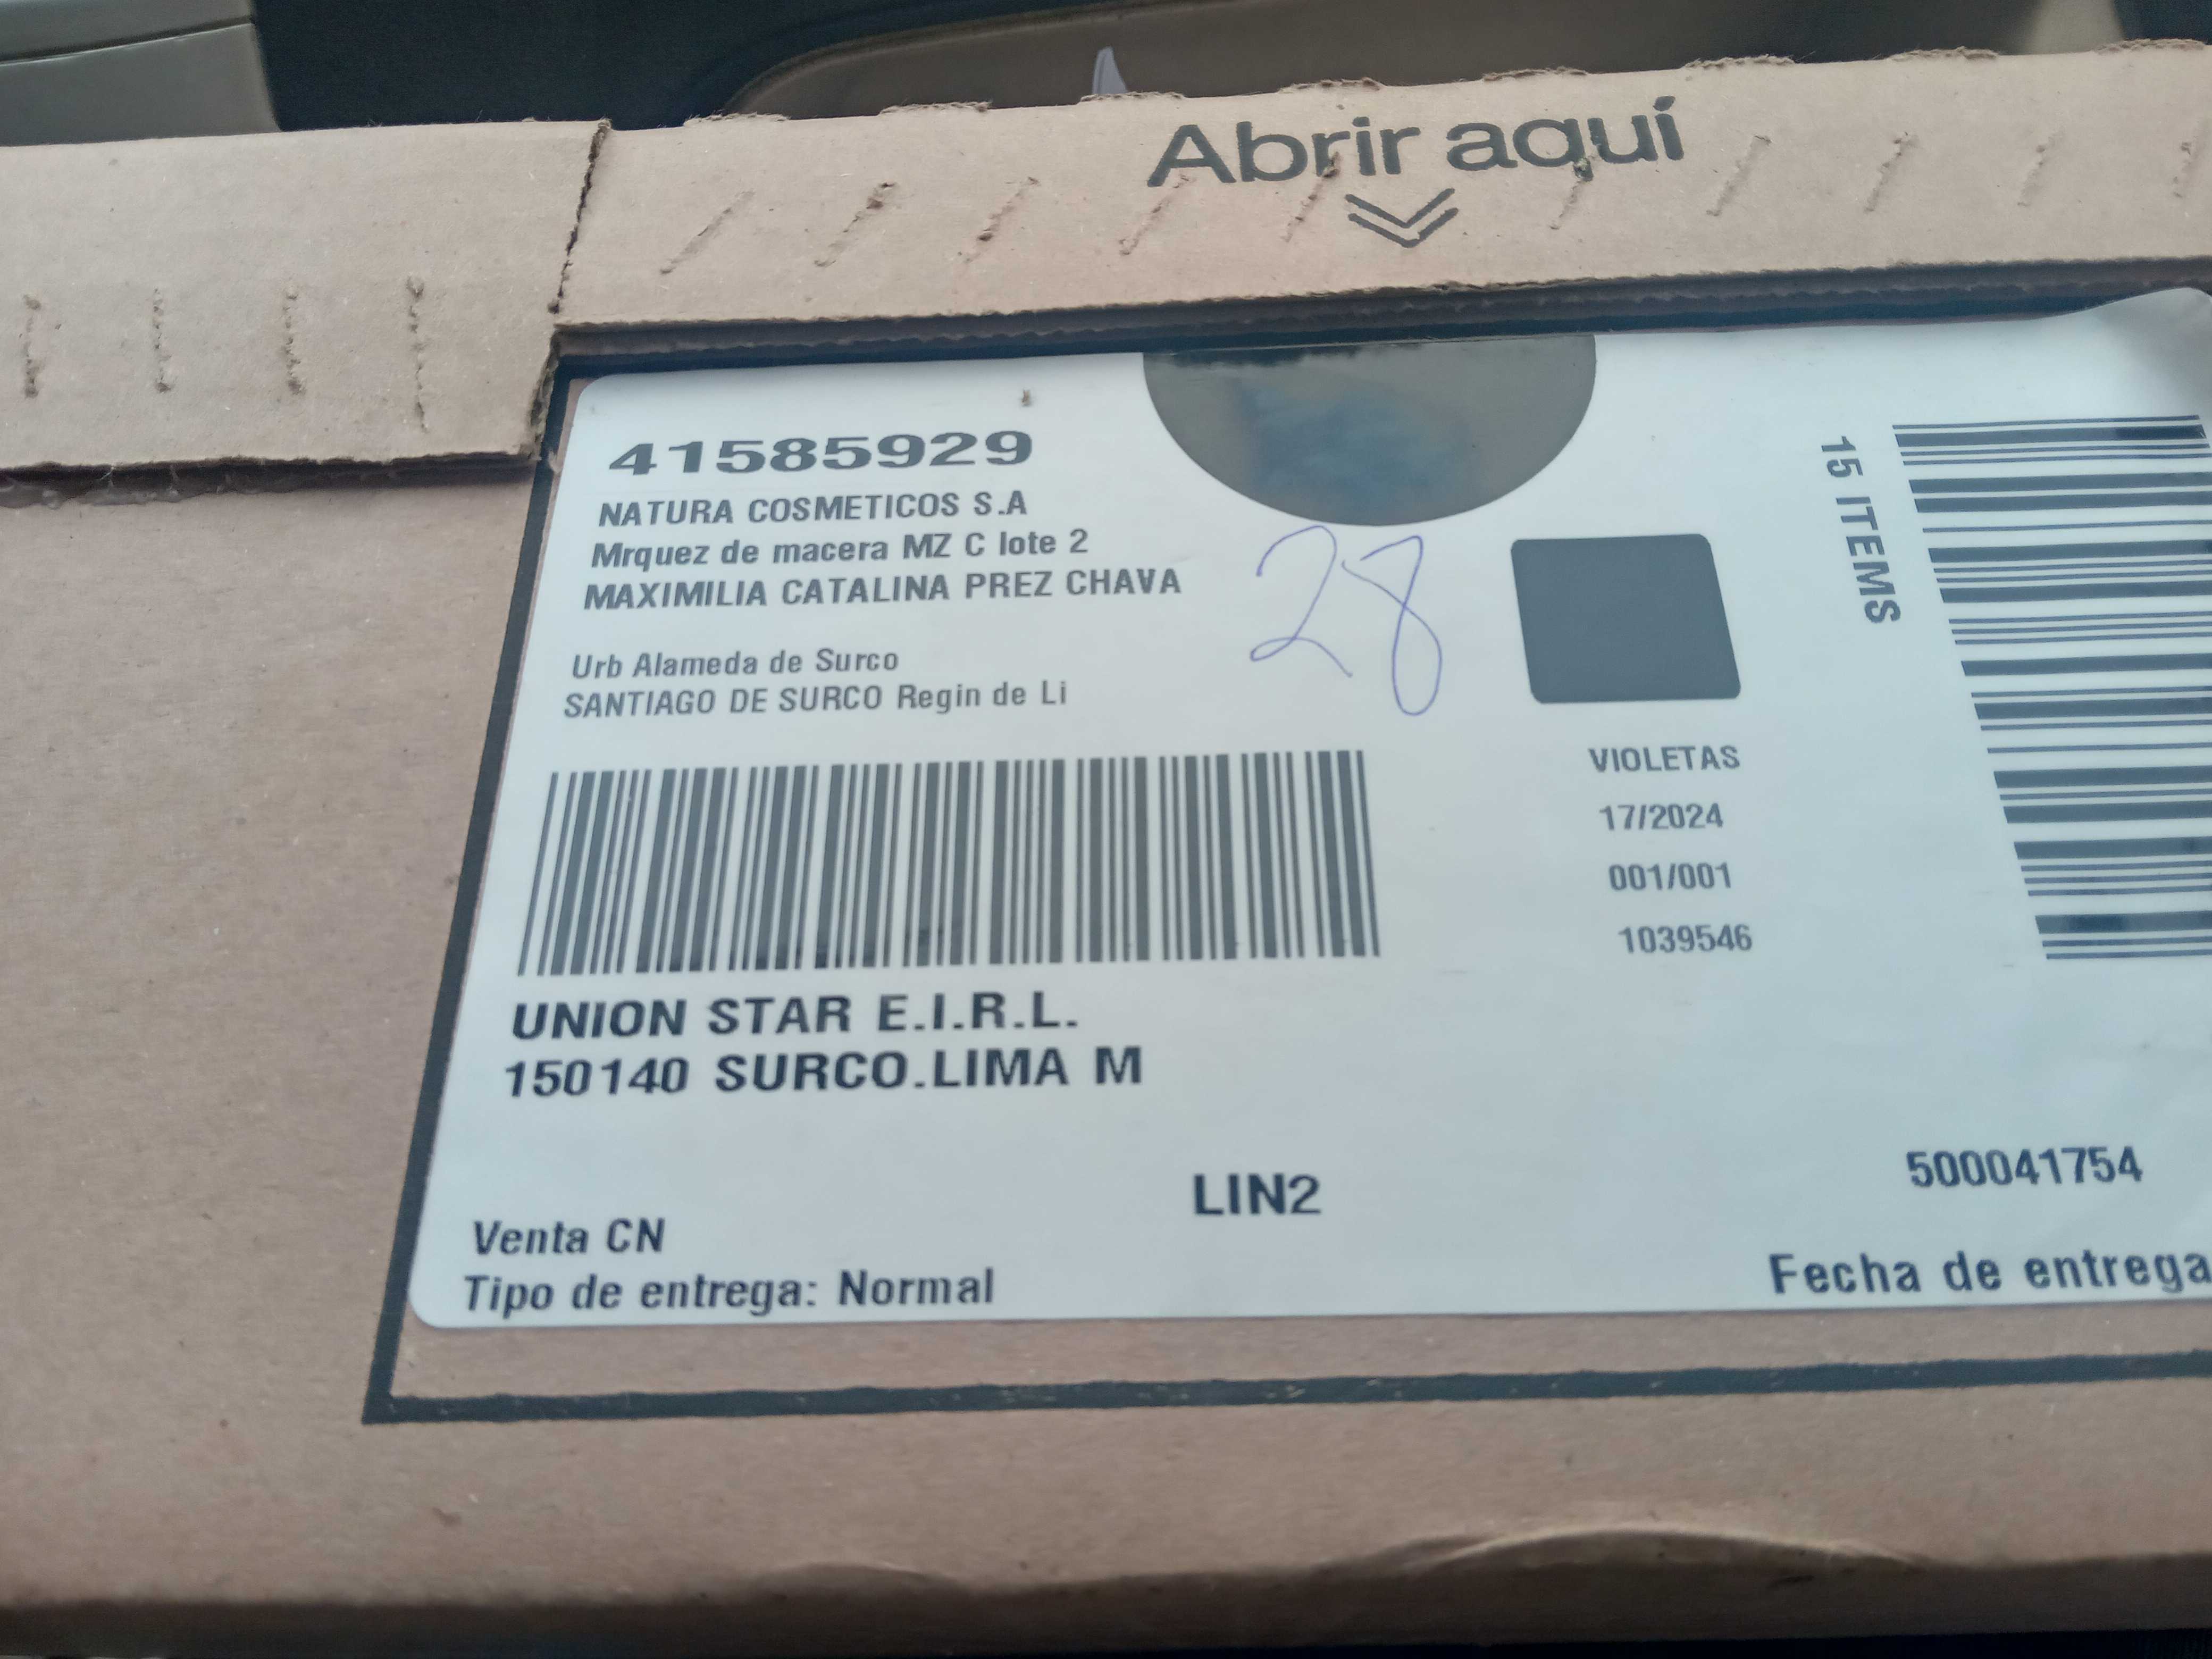 Abrir aquí
41585929
NATURA COSMETICOS S.A
Mrquez de macera MZ C lote 2
MAXIMILIA CATALINA PREZ CHAVA
Urb Alameda de Surco
SANTIAGO DE SURCO Regin de Li
28
15 ITEMS
VIOLETAS
17/2024
001/001
1039546
UNION STAR E.I.R.L.
150140 SURCO.LIMA M
LIN2
500041754
Venta CN
Tipo de entrega: Normal
Fecha de entrega